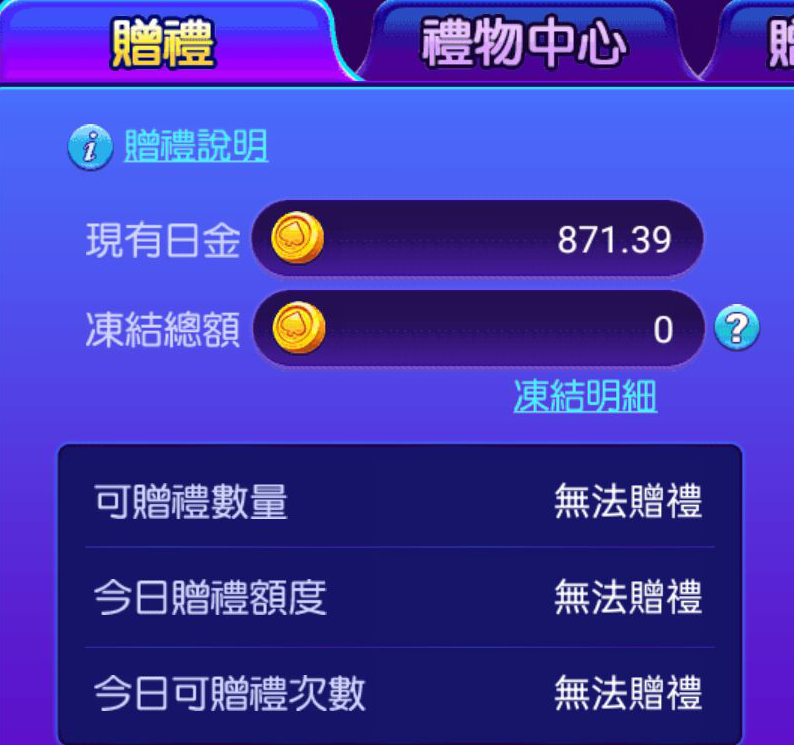 贈禮 禮物中心
i 贈禮說明
現有日金 871.39
凍結總額 0 ?
凍結明細
可贈禮數量 無法贈禮
今日贈禮額度 無法贈禮
今日可贈禮次數 無法贈禮